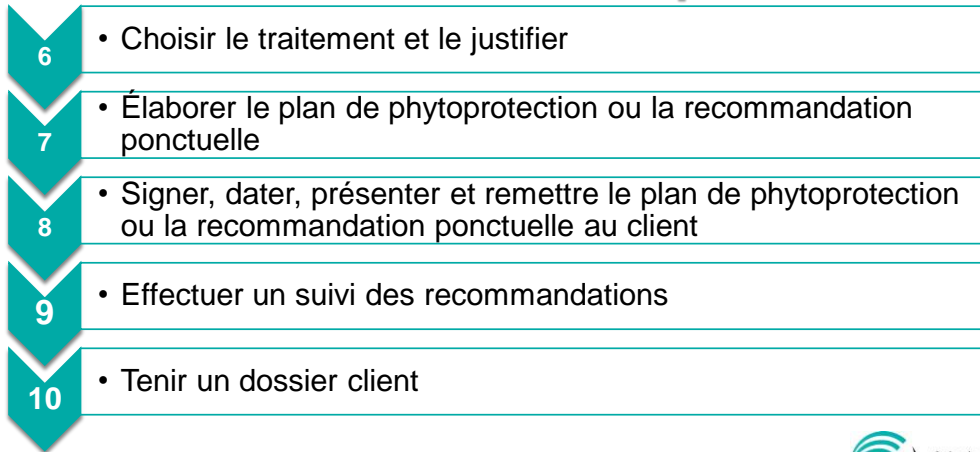 6
• Choisir le traitement et le justifier
7
• Élaborer le plan de phytoprotection ou la recommandation
ponctuelle
8
• Signer, dater, présenter et remettre le plan de phytoprotection
ou la recommandation ponctuelle au client
9
• Effectuer un suivi des recommandations
10
• Tenir un dossier client